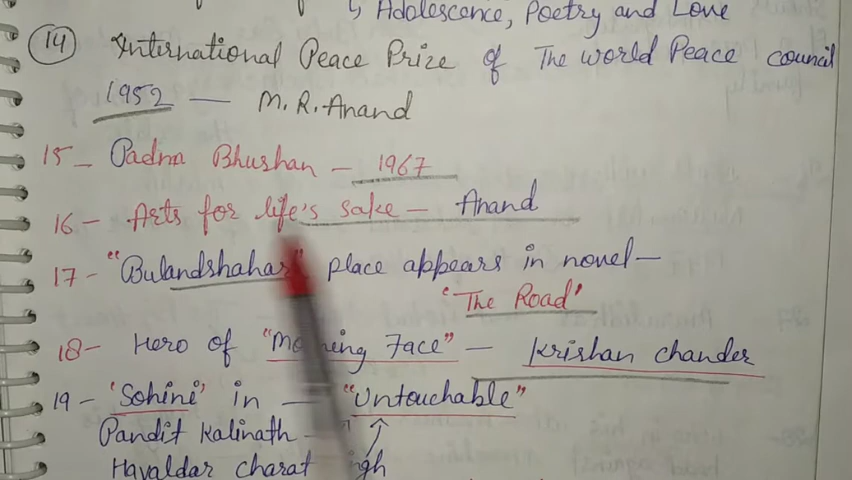 ↳ Adolescence, Poetry and Love
(14) International Peace Prize of The world Peace council
1952 — M.R. Anand
15 - Padma Bhushan - 1967
16 - Arts for life's sake - Anand
17 - "Bulandshahar" place appears in novel -
'The Road'
18 - Hero of "Morning Face" - Krishan chander
19 - 'Sohini' in - "Untouchable"
Pandit Kalinath -
Havaldar charat